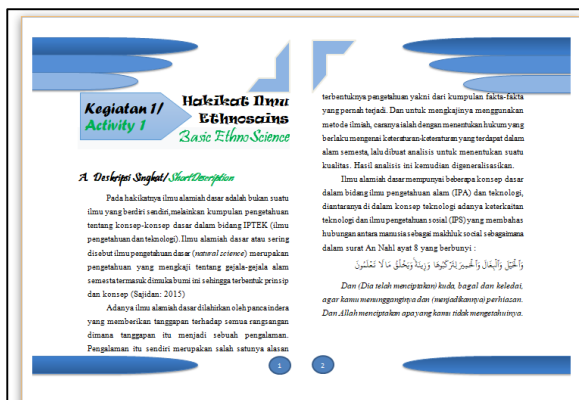 Kegiatan 1/
Activity 1
Hakikat Ilmu
Ethnosains
Basic EthnoScience
A. Deskripsi Singkat/ Short Description
Pada hakikatnya ilmu alamiah dasar adalah bukan suatu
ilmu yang berdiri sendiri,melainkan kumpulan pengetahuan
tentang konsep-konsep dasar dalam bidang IPTEK (ilmu
pengetahuan dan teknologi). Ilmu alamiah dasar atau sering
disebut ilmu pengetahuan dasar (natural science) merupakan
pengetahuan yang mengkaji tentang gejala-gejala alam
semesta termasuk dimuka bumi ini sehingga terbentuk prinsip
dan konsep (Sajidan: 2015)
Adanya ilmu alamiah dasar dilahirkan oleh panca indera
yang memberikan tanggapan terhadap semua rangsangan
dimana tanggapan itu menjadi sebuah pengalaman.
Pengalaman itu sendiri merupakan salah satunya alasan
1
terbentuknya pengetahuan yakni dari kumpulan fakta-fakta
yang pernah terjadi. Dan untuk mengkajinya menggunakan
metode ilmiah, caranya ialah dengan menentukan hukum yang
berlaku mengenai keteraturan-keteraturan yang terdapat dalam
alam semesta, lalu dibuat analisis untuk menentukan suatu
kualitas. Hasil analisis ini kemudian digeneralisasikan.
Ilmu alamiah dasar mempunyai beberapa konsep dasar
dalam bidang ilmu pengetahuan alam (IPA) dan teknologi,
diantaranya di dalam konsep teknologi adanya keterkaitan
teknologi dan ilmu pengetahuan sosial (IPS) yang membahas
hubungan antara manusia sebagai makhluk social sebagaimana
dalam surat An Nahl ayat 8 yang berbunyi :
وَٱلْخَيْلَ وَٱلْبِغَالَ وَٱلْحَمِيرَ لِتَرْكَبُوهَا وَزِينَةً وَيَخْلُقُ مَا لَا تَعْلَمُونَ
Dan (Dia telah menciptakan) kuda, bagal dan keledai,
agar kamu menungganginya dan (menjadikannya) perhiasan.
Dan Allah menciptakan apa yang kamu tidak mengetahuinya.
2